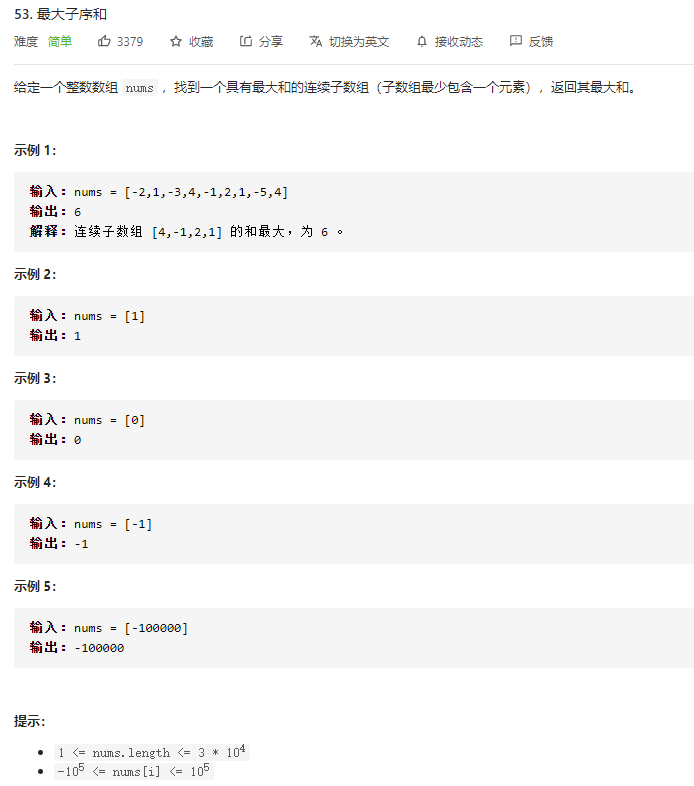 53. 最大子序和
难度 简单 3379 收藏 分享 切换为英文 接收动态 反馈
给定一个整数数组 nums ，找到一个具有最大和的连续子数组（子数组最少包含一个元素），返回其最大和。
示例 1：
输入：nums = [-2,1,-3,4,-1,2,1,-5,4]
输出：6
解释：连续子数组 [4,-1,2,1] 的和最大，为 6 。
示例 2：
输入：nums = [1]
输出：1
示例 3：
输入：nums = [0]
输出：0
示例 4：
输入：nums = [-1]
输出：-1
示例 5：
输入：nums = [-100000]
输出：-100000
提示：
1 <= nums.length <= 3 * 10⁴
-10⁵ <= nums[i] <= 10⁵